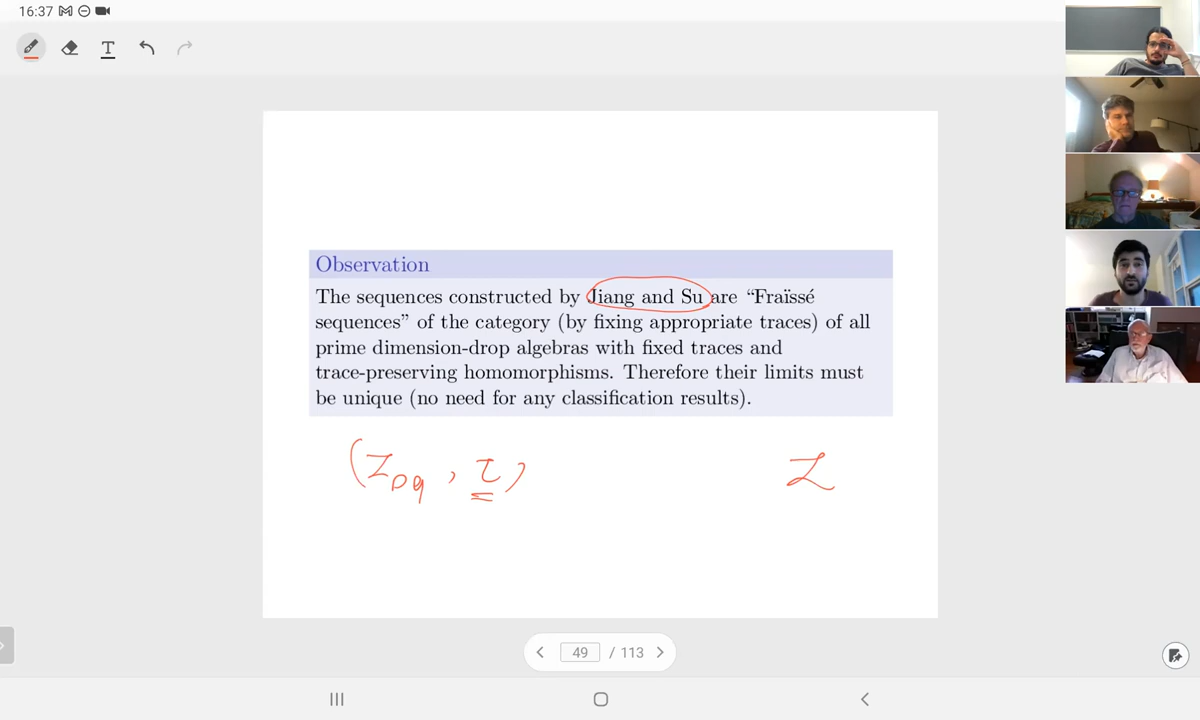 16:37
T
Observation
The sequences constructed by Jiang and Su are “Fraïssé
sequences” of the category (by fixing appropriate traces) of all
prime dimension-drop algebras with fixed traces and
trace-preserving homomorphisms. Therefore their limits must
be unique (no need for any classification results).
(Z_{pq}, τ) Z
49 / 113